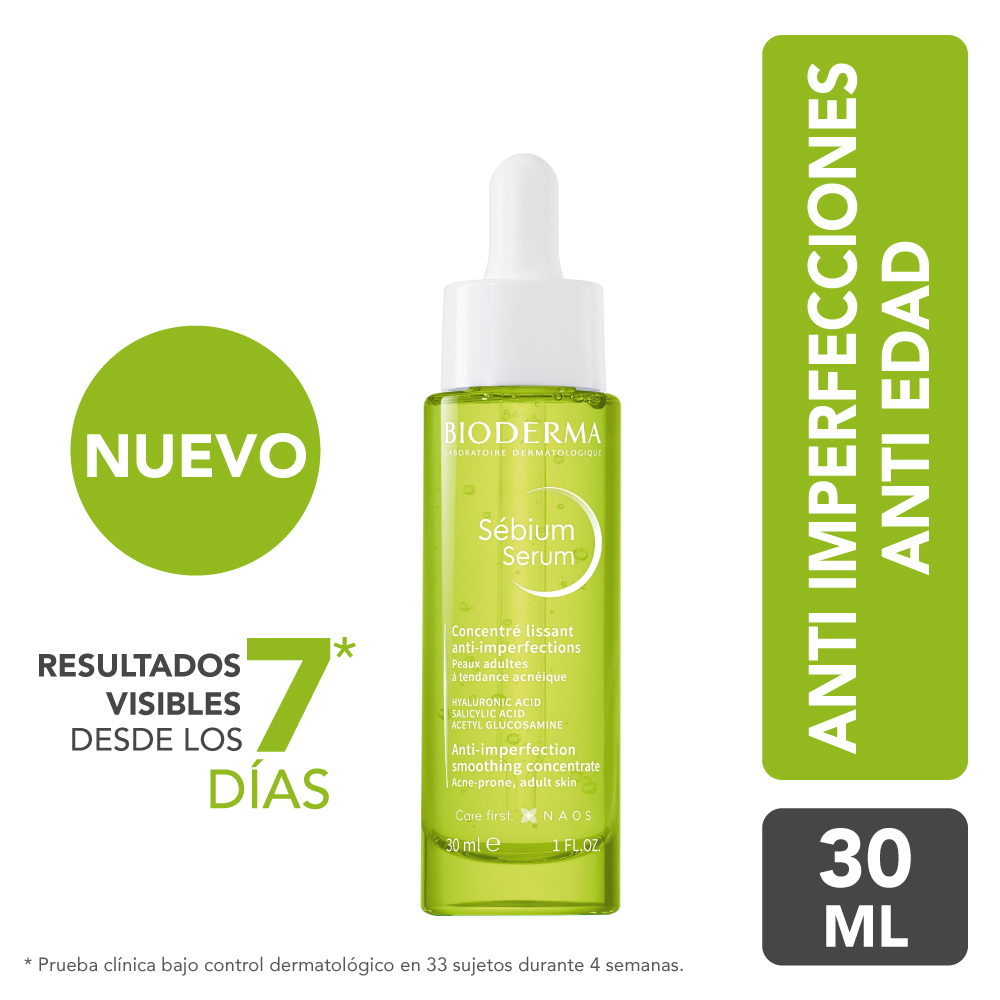 NUEVO
RESULTADOS
VISIBLES
DESDE LOS
7*
DÍAS
BIODERMA
LABORATOIRE DERMATOLOGIQUE
Sébium
Serum
Concentré lissant
anti-imperfections
Peaux adultes
à tendance acnéique
HYALURONIC ACID
SALICYLIC ACID
ACETYL GLUCOSAMINE
Anti-imperfection
smoothing concentrate
Acne-prone, adult skin
Care first. NAOS
30 ml ℮ 1 FL.OZ.
ANTI IMPERFECCIONES
ANTI EDAD
30
ML
* Prueba clínica bajo control dermatológico en 33 sujetos durante 4 semanas.